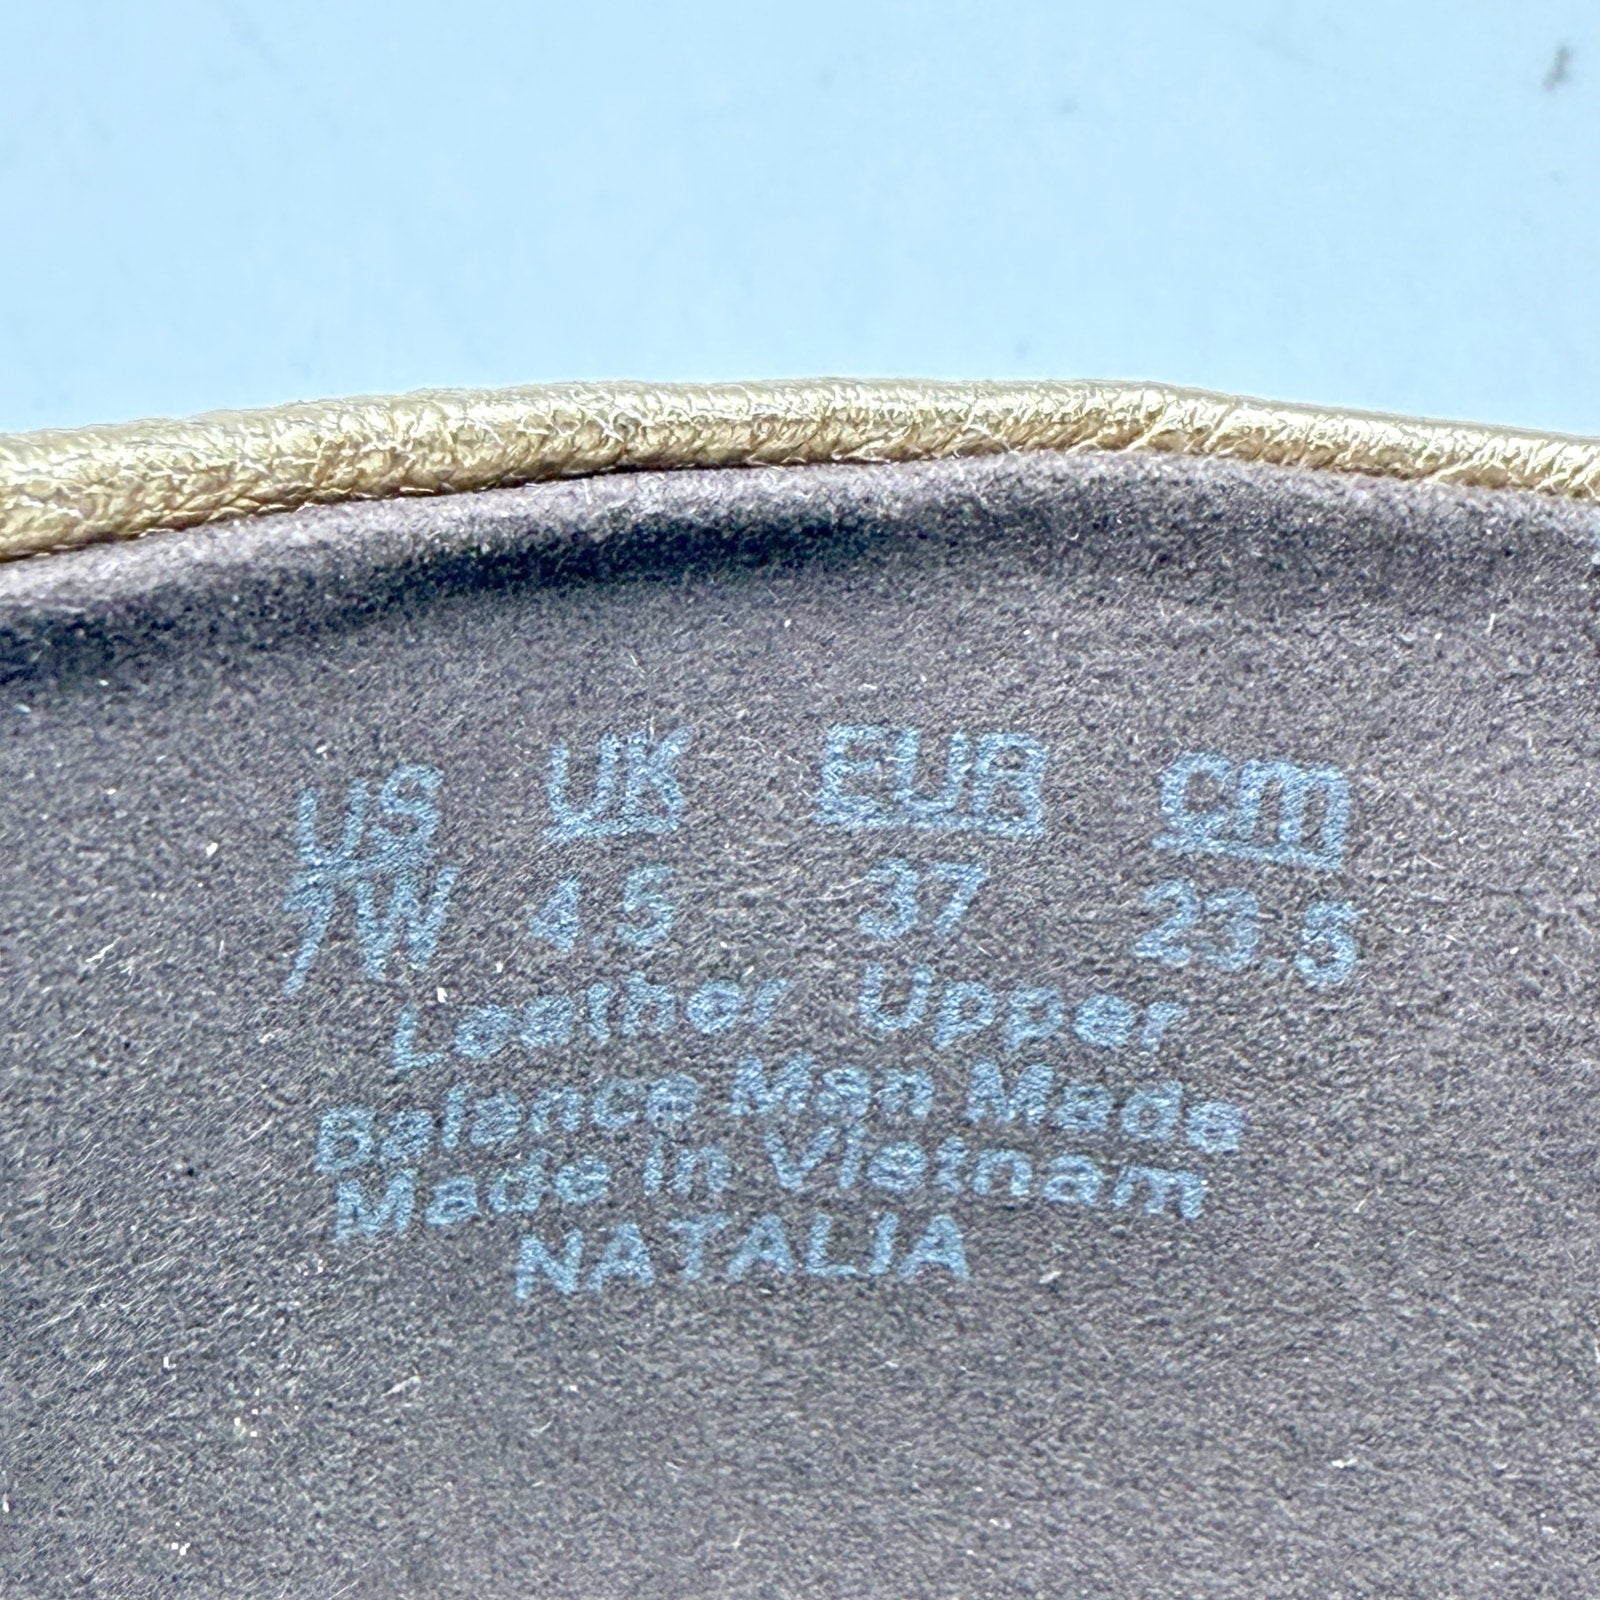 US UK EUR cm
7W 4.5 37 23.5
Leather Upper
Balance Man Made
Made in Vietnam
NATALIA